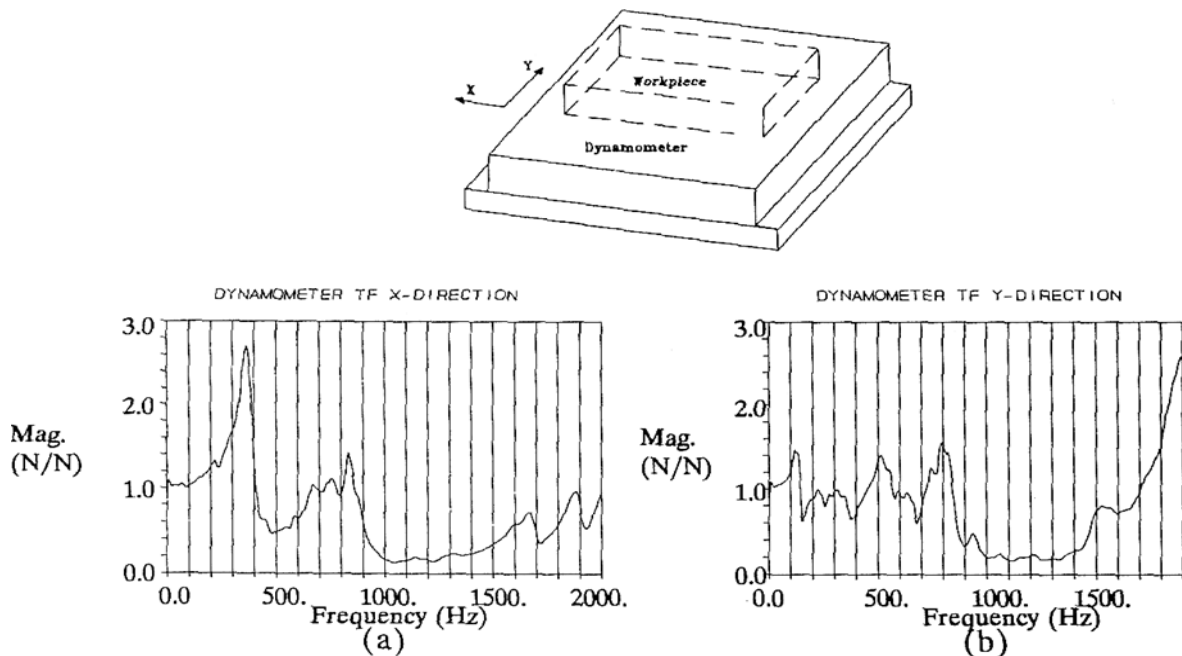 Y
X
Workpiece
Dynamometer
DYNAMOMETER TF X-DIRECTION
3.0
2.0
Mag.
(N/N)
1.0
0.0
0.0 500. 1000. 1500. 2000.
Frequency (Hz)
(a)
DYNAMOMETER TF Y-DIRECTION
3.0
2.0
Mag.
(N/N)
1.0
0.0
0.0 500. 1000. 1500.
Frequency (Hz)
(b)